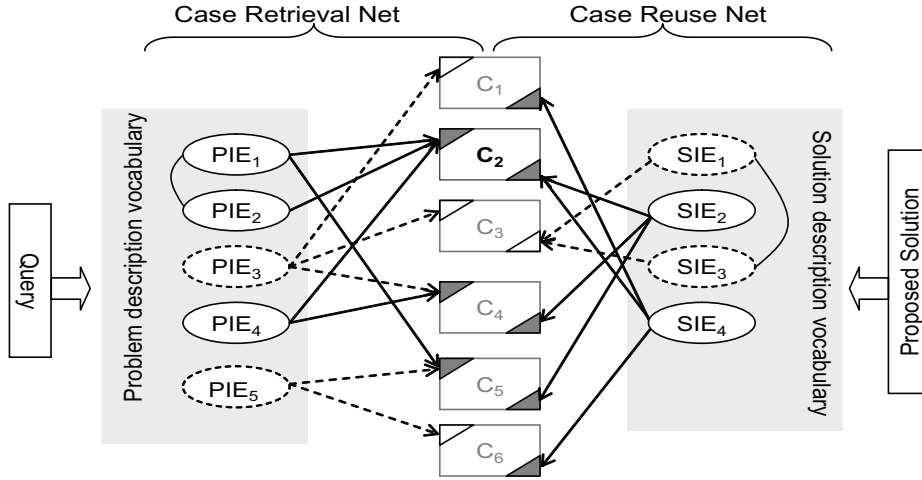 Case Retrieval Net
Case Reuse Net
Query
Problem description vocabulary
PIE1
PIE2
PIE3
PIE4
PIE5
C1
C2
C3
C4
C5
C6
SIE1
SIE2
SIE3
SIE4
Solution description vocabulary
Proposed Solution